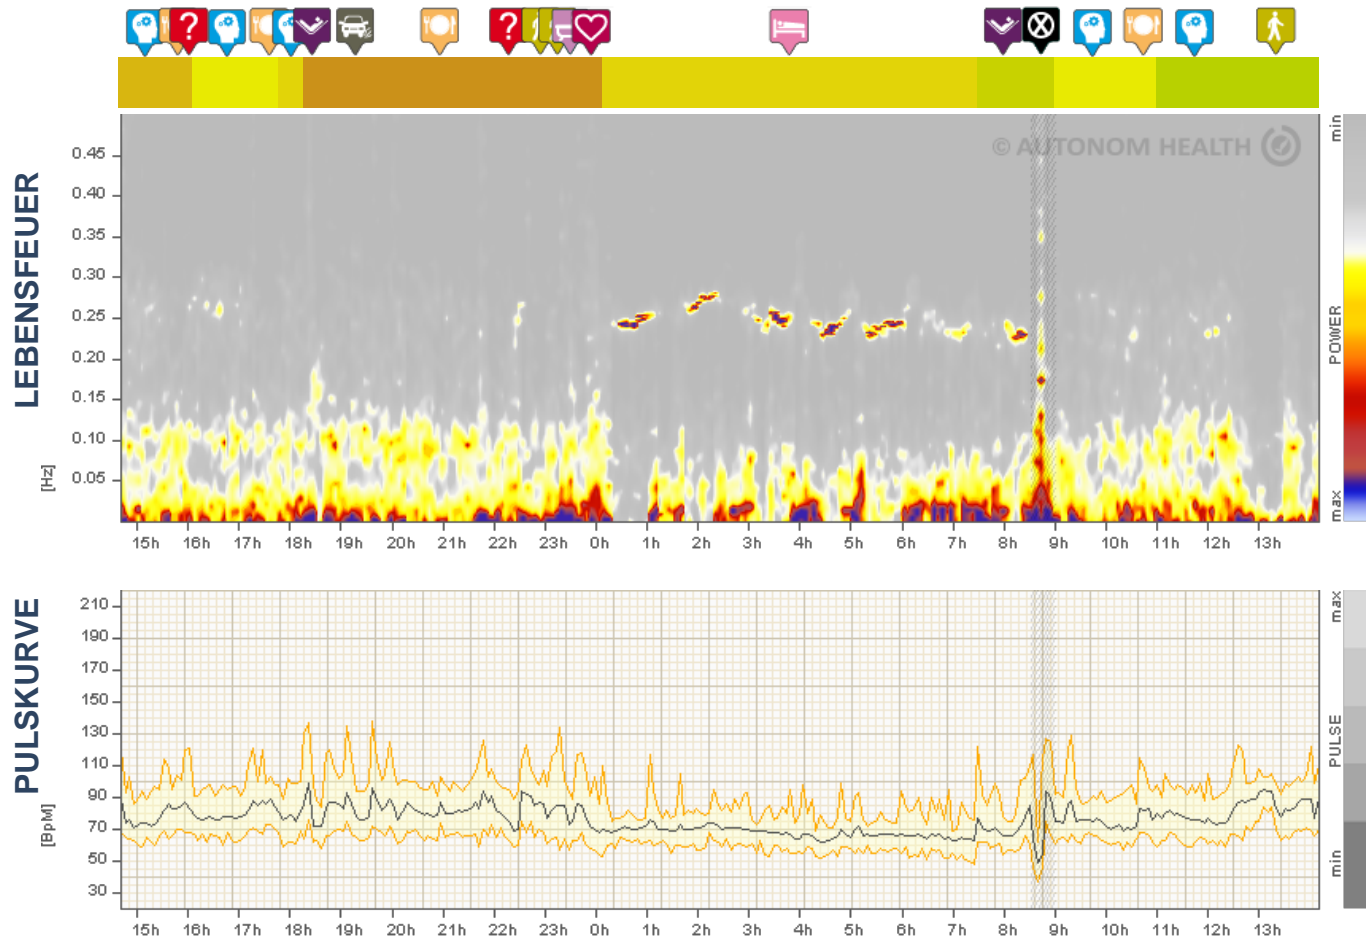 ? ?
© AUTONOM HEALTH
LEBENSFEUER
[Hz]
0.45
0.40
0.35
0.30
0.25
0.20
0.15
0.10
0.05
15h 16h 17h 18h 19h 20h 21h 22h 23h 0h 1h 2h 3h 4h 5h 6h 7h 8h 9h 10h 11h 12h 13h
min
POWER
max
PULSKURVE
[BpM]
210
190
170
150
130
110
90
70
50
30
15h 16h 17h 18h 19h 20h 21h 22h 23h 0h 1h 2h 3h 4h 5h 6h 7h 8h 9h 10h 11h 12h 13h
max
PULSE
min